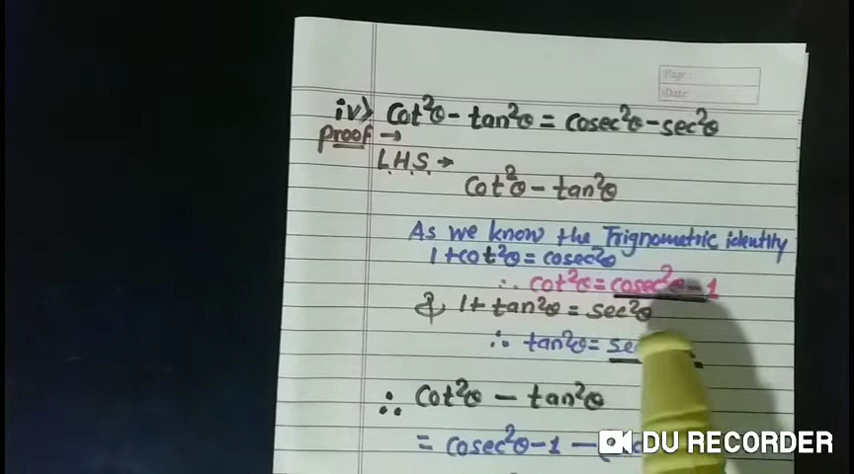 Page
Date
iv) Cot²θ - tan²θ = cosec²θ - sec²θ
Proof →
L.H.S. →
Cot²θ - tan²θ
As we know the Trignometric identity
1+cot²θ = cosec²θ
∴ cot²θ = cosec²θ - 1
& 1+ tan²θ = sec²θ
∴ tan²θ =
∴ Cot²θ - tan²θ
= cosec²θ - 1 - (
DU RECORDER